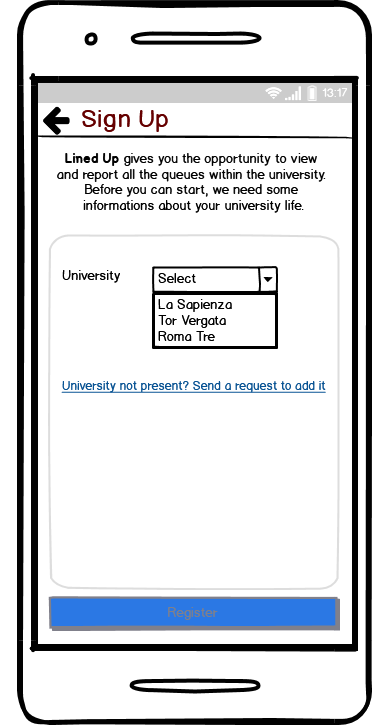 13:17
Sign Up
Lined Up gives you the opportunity to view
and report all the queues within the university.
Before you can start, we need some
informations about your university life.
University
Select
La Sapienza
Tor Vergata
Roma Tre
University not present? Send a request to add it
Register